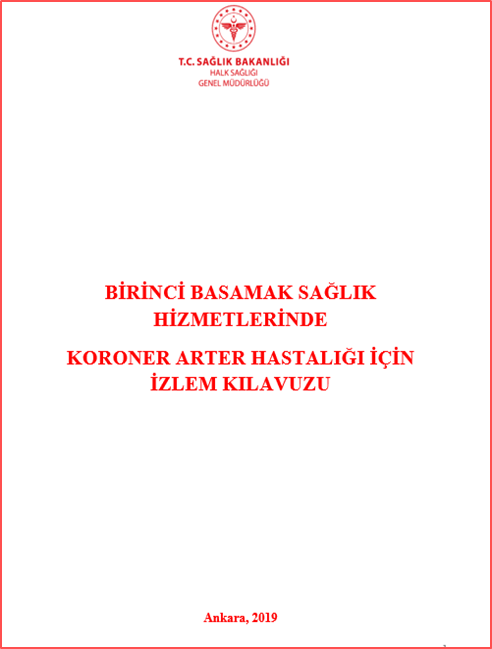 T.C. SAĞLIK BAKANLIĞI
HALK SAĞLIĞI
GENEL MÜDÜRLÜĞÜ
BİRİNCİ BASAMAK SAĞLIK
HİZMETLERİNDE
KORONER ARTER HASTALIĞI İÇİN
İZLEM KILAVUZU
Ankara, 2019